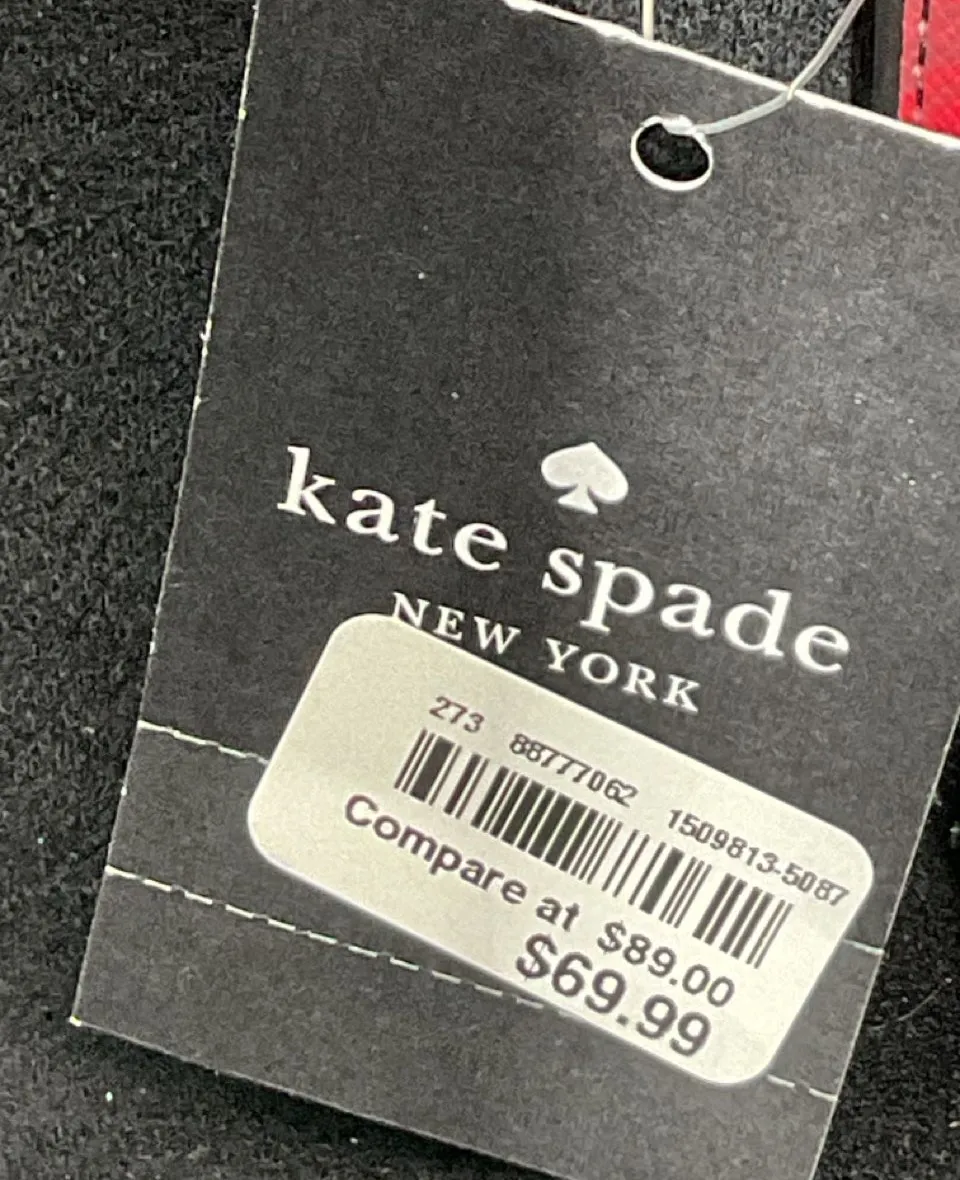 kate spade
NEW YORK
273 88777062 1509813-5087
Compare at $89.00
$69.99